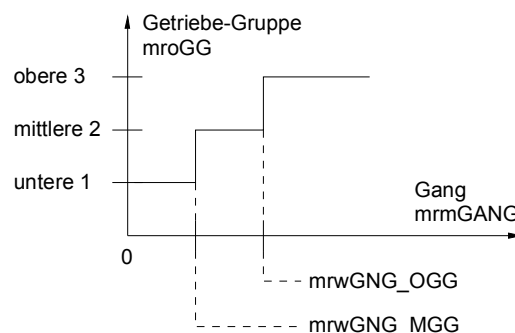 Getriebe-Gruppe
mroGG
obere 3
mittlere 2
untere 1
Gang
mrmGANG
0
mrwGNG_OGG
mrwGNG_MGG